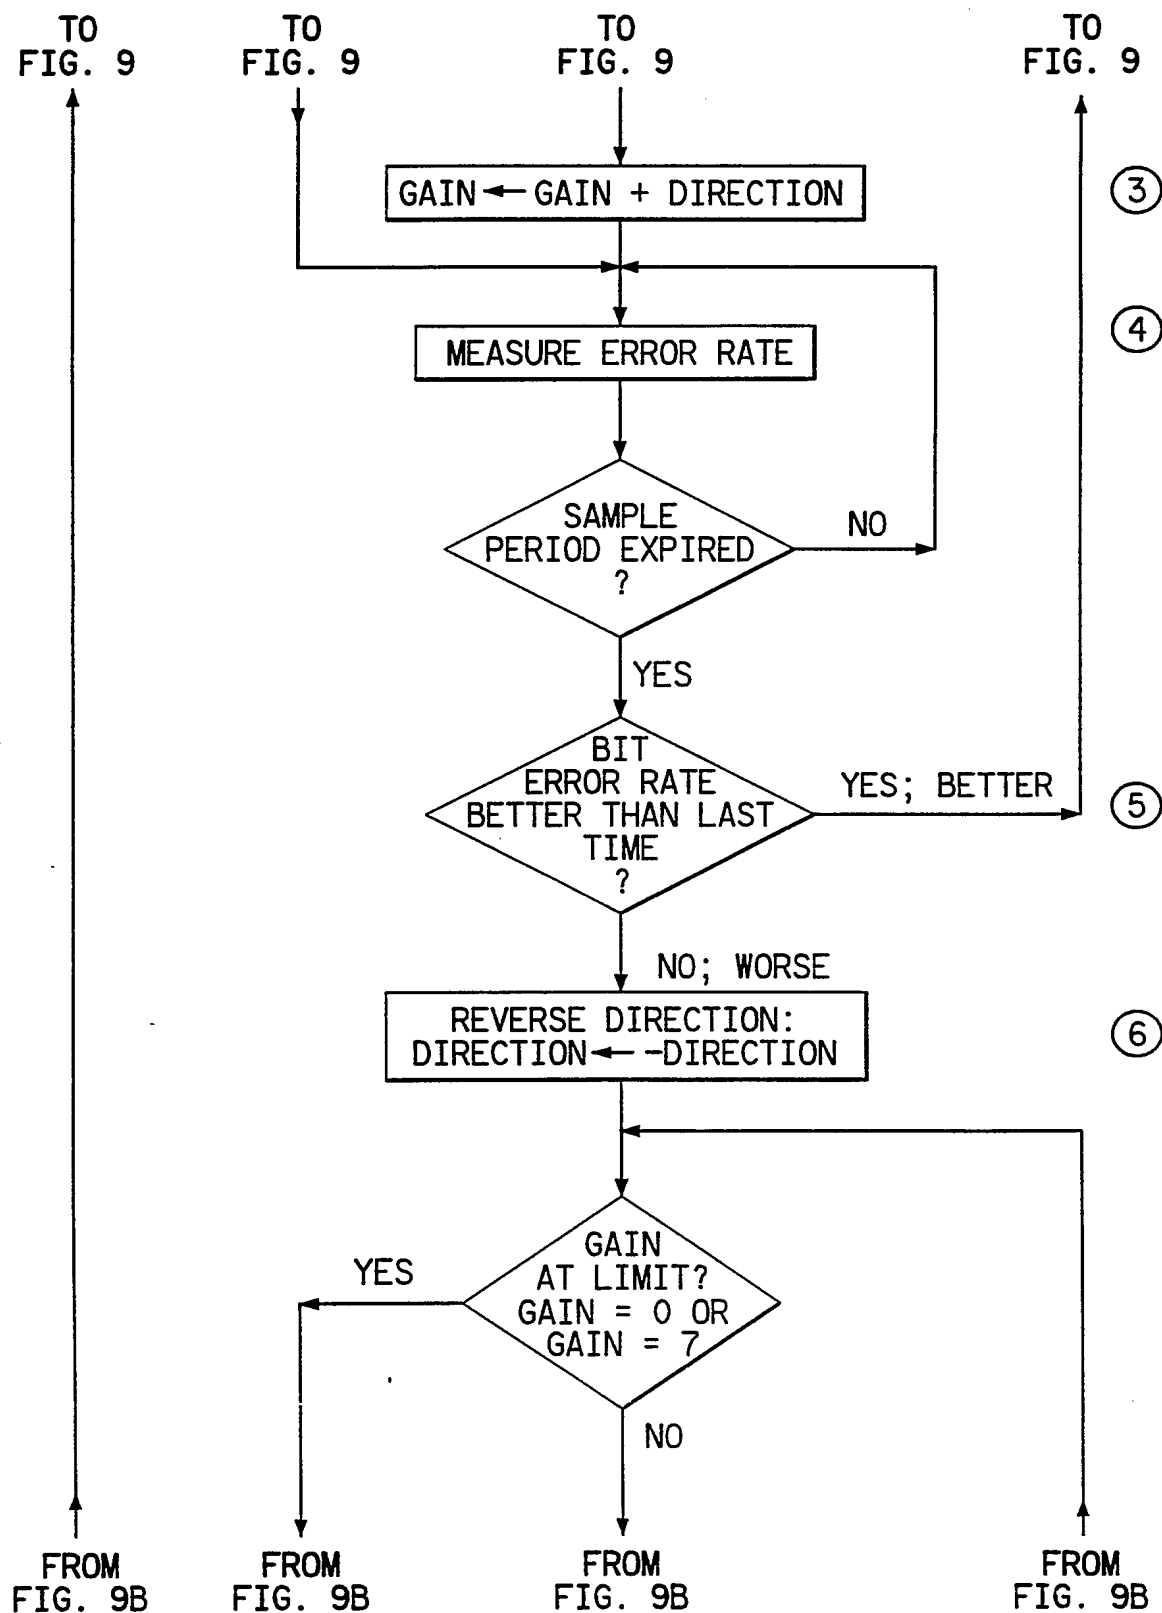 TO
FIG. 9
TO
FIG. 9
TO
FIG. 9
TO
FIG. 9
GAIN ← GAIN + DIRECTION
3
MEASURE ERROR RATE
4
SAMPLE
PERIOD EXPIRED
?
NO
YES
BIT
ERROR RATE
BETTER THAN LAST
TIME
?
YES; BETTER
5
NO; WORSE
REVERSE DIRECTION:
DIRECTION ← -DIRECTION
6
GAIN
AT LIMIT?
GAIN = 0 OR
GAIN = 7
YES
NO
FROM
FIG. 9B
FROM
FIG. 9B
FROM
FIG. 9B
FROM
FIG. 9B